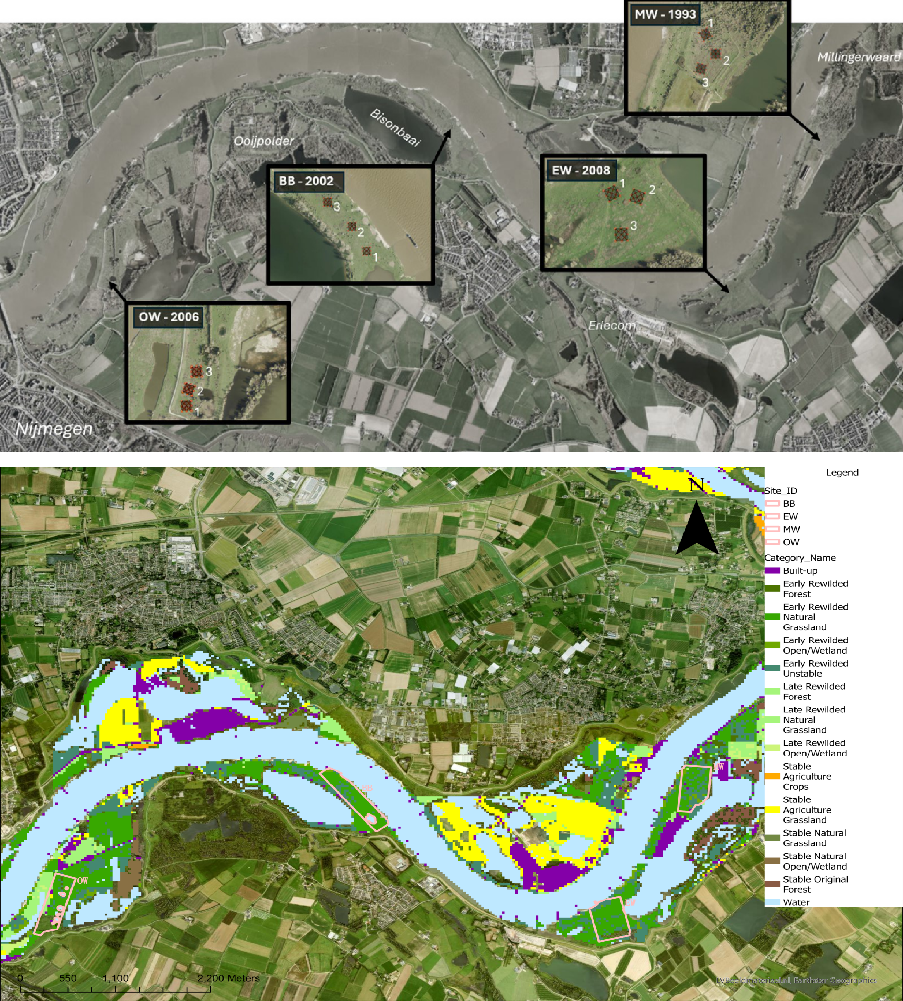 MW - 1993
1
2
3
Millingerwaard
Bisonbaai
Ooijpolder
BB - 2002
3
2
1
EW - 2008
1
2
3
OW - 2006
3
2
1
Erlecom
Nijmegen
Legend
Site_ID
BB
EW
MW
OW
Category_Name
Built-up
Early Rewilded
Forest
Early Rewilded
Natural
Grassland
Early Rewilded
Open/Wetland
Early Rewilded
Unstable
Late Rewilded
Forest
Late Rewilded
Natural
Grassland
Late Rewilded
Open/Wetland
Stable
Agriculture
Crops
Stable
Agriculture
Grassland
Stable Natural
Grassland
Stable Natural
Open/Wetland
Stable Original
Forest
Water
N
OW
0 550 1,100 2,200 Meters